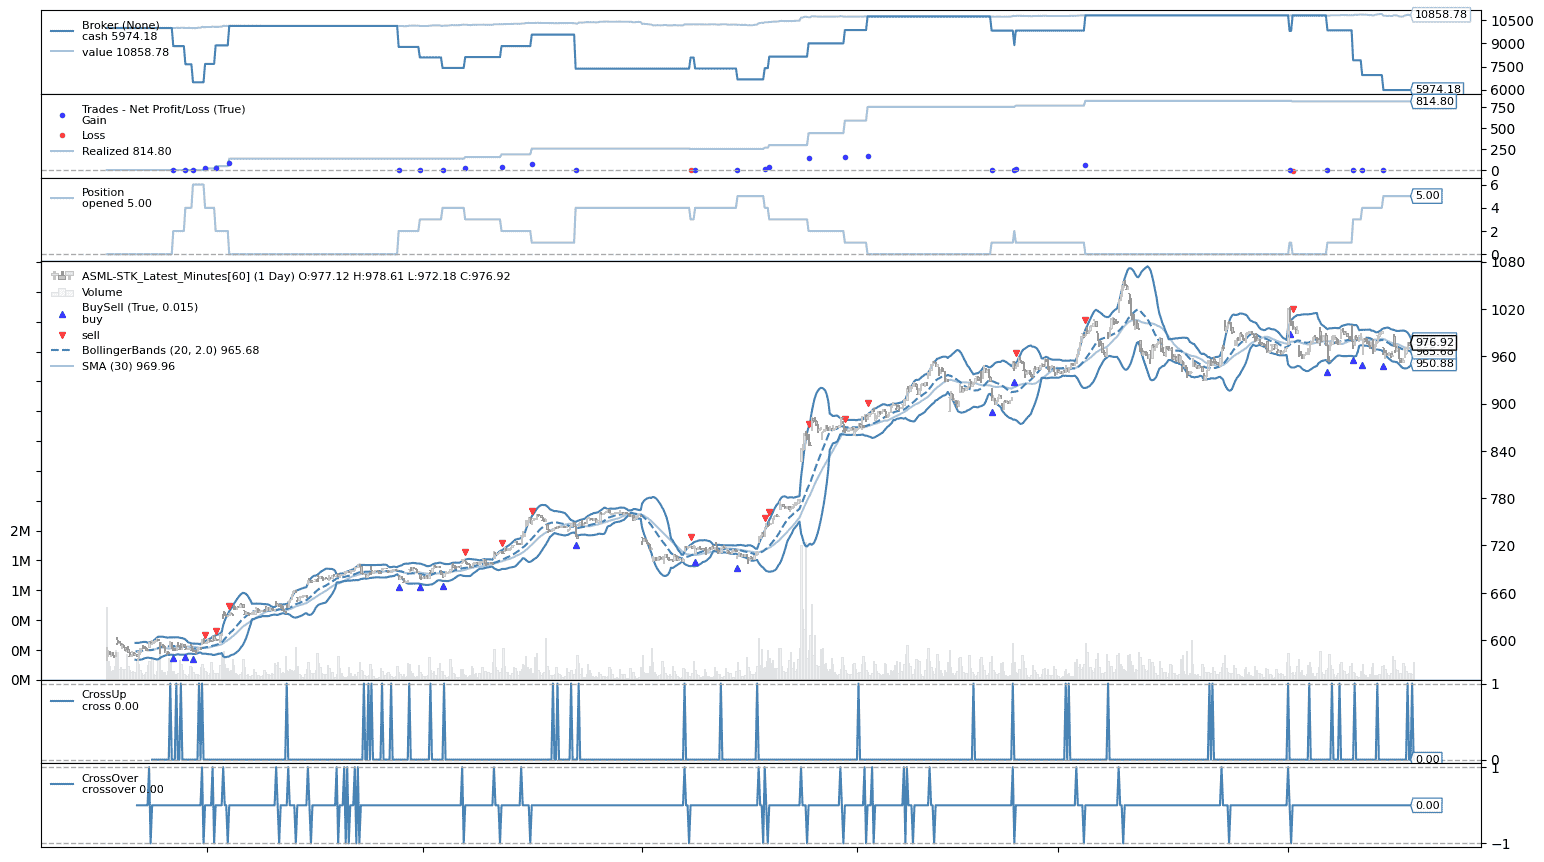 Broker (None)
cash 5974.18
value 10858.78
10858.78
10500
9000
7500
6000
5974.18
Trades - Net Profit/Loss (True)
Gain
Loss
Realized 814.80
814.80
750
500
250
0
Position
opened 5.00
5.00
6
4
2
0
ASML-STK_Latest_Minutes[60] (1 Day) O:977.12 H:978.61 L:972.18 C:976.92
Volume
BuySell (True, 0.015)
buy
sell
BollingerBands (20, 2.0) 965.68
SMA (30) 969.96
1080
1020
960
900
840
780
720
660
600
976.92
965.68
950.88
2M
1M
1M
0M
0M
0M
CrossUp
cross 0.00
1
0
0.00
CrossOver
crossover 0.00
1
0.00
−1